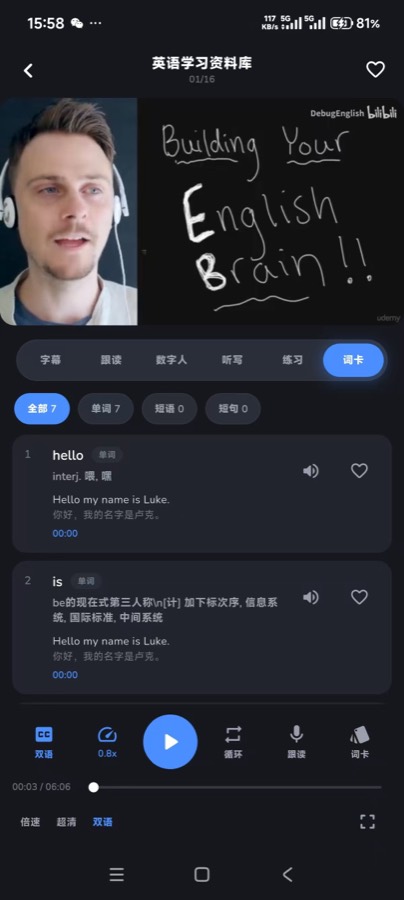 15:58 ... 117 KB/s 5G 5G 83 81%
英语学习资料库
01/16
DebugEnglish bilibili
Building Your
English
Brain !!
udemy
字幕 跟读 数字人 听写 练习 词卡
全部 7 单词 7 短语 0 短句 0
1 hello 单词
interj. 喂, 嘿
Hello my name is Luke.
你好，我的名字是卢克。
00:00
2 is 单词
be的现在式第三人称\n[计] 加下标次序, 信息系
统, 国际标准, 中间系统
Hello my name is Luke.
你好，我的名字是卢克。
00:00
CC
双语 0.8x 循环 跟读 词卡
00:03 / 06:06
倍速 超清 双语